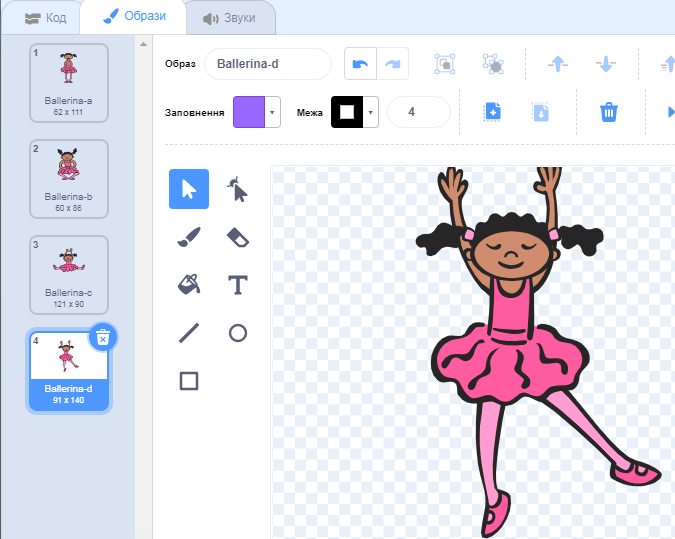 Код
Образи
Звуки
1
Ballerina-a
62 x 111
2
Ballerina-b
60 x 86
3
Ballerina-c
121 x 90
4
Ballerina-d
91 x 140
Образ
Ballerina-d
Заповнення
Межа
4
T